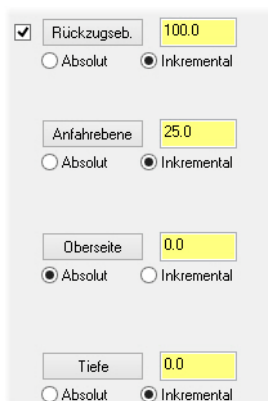 Rückzugseb. 100.0
Absolut Inkremental
Anfahrebene 25.0
Absolut Inkremental
Oberseite 0.0
Absolut Inkremental
Tiefe 0.0
Absolut Inkremental